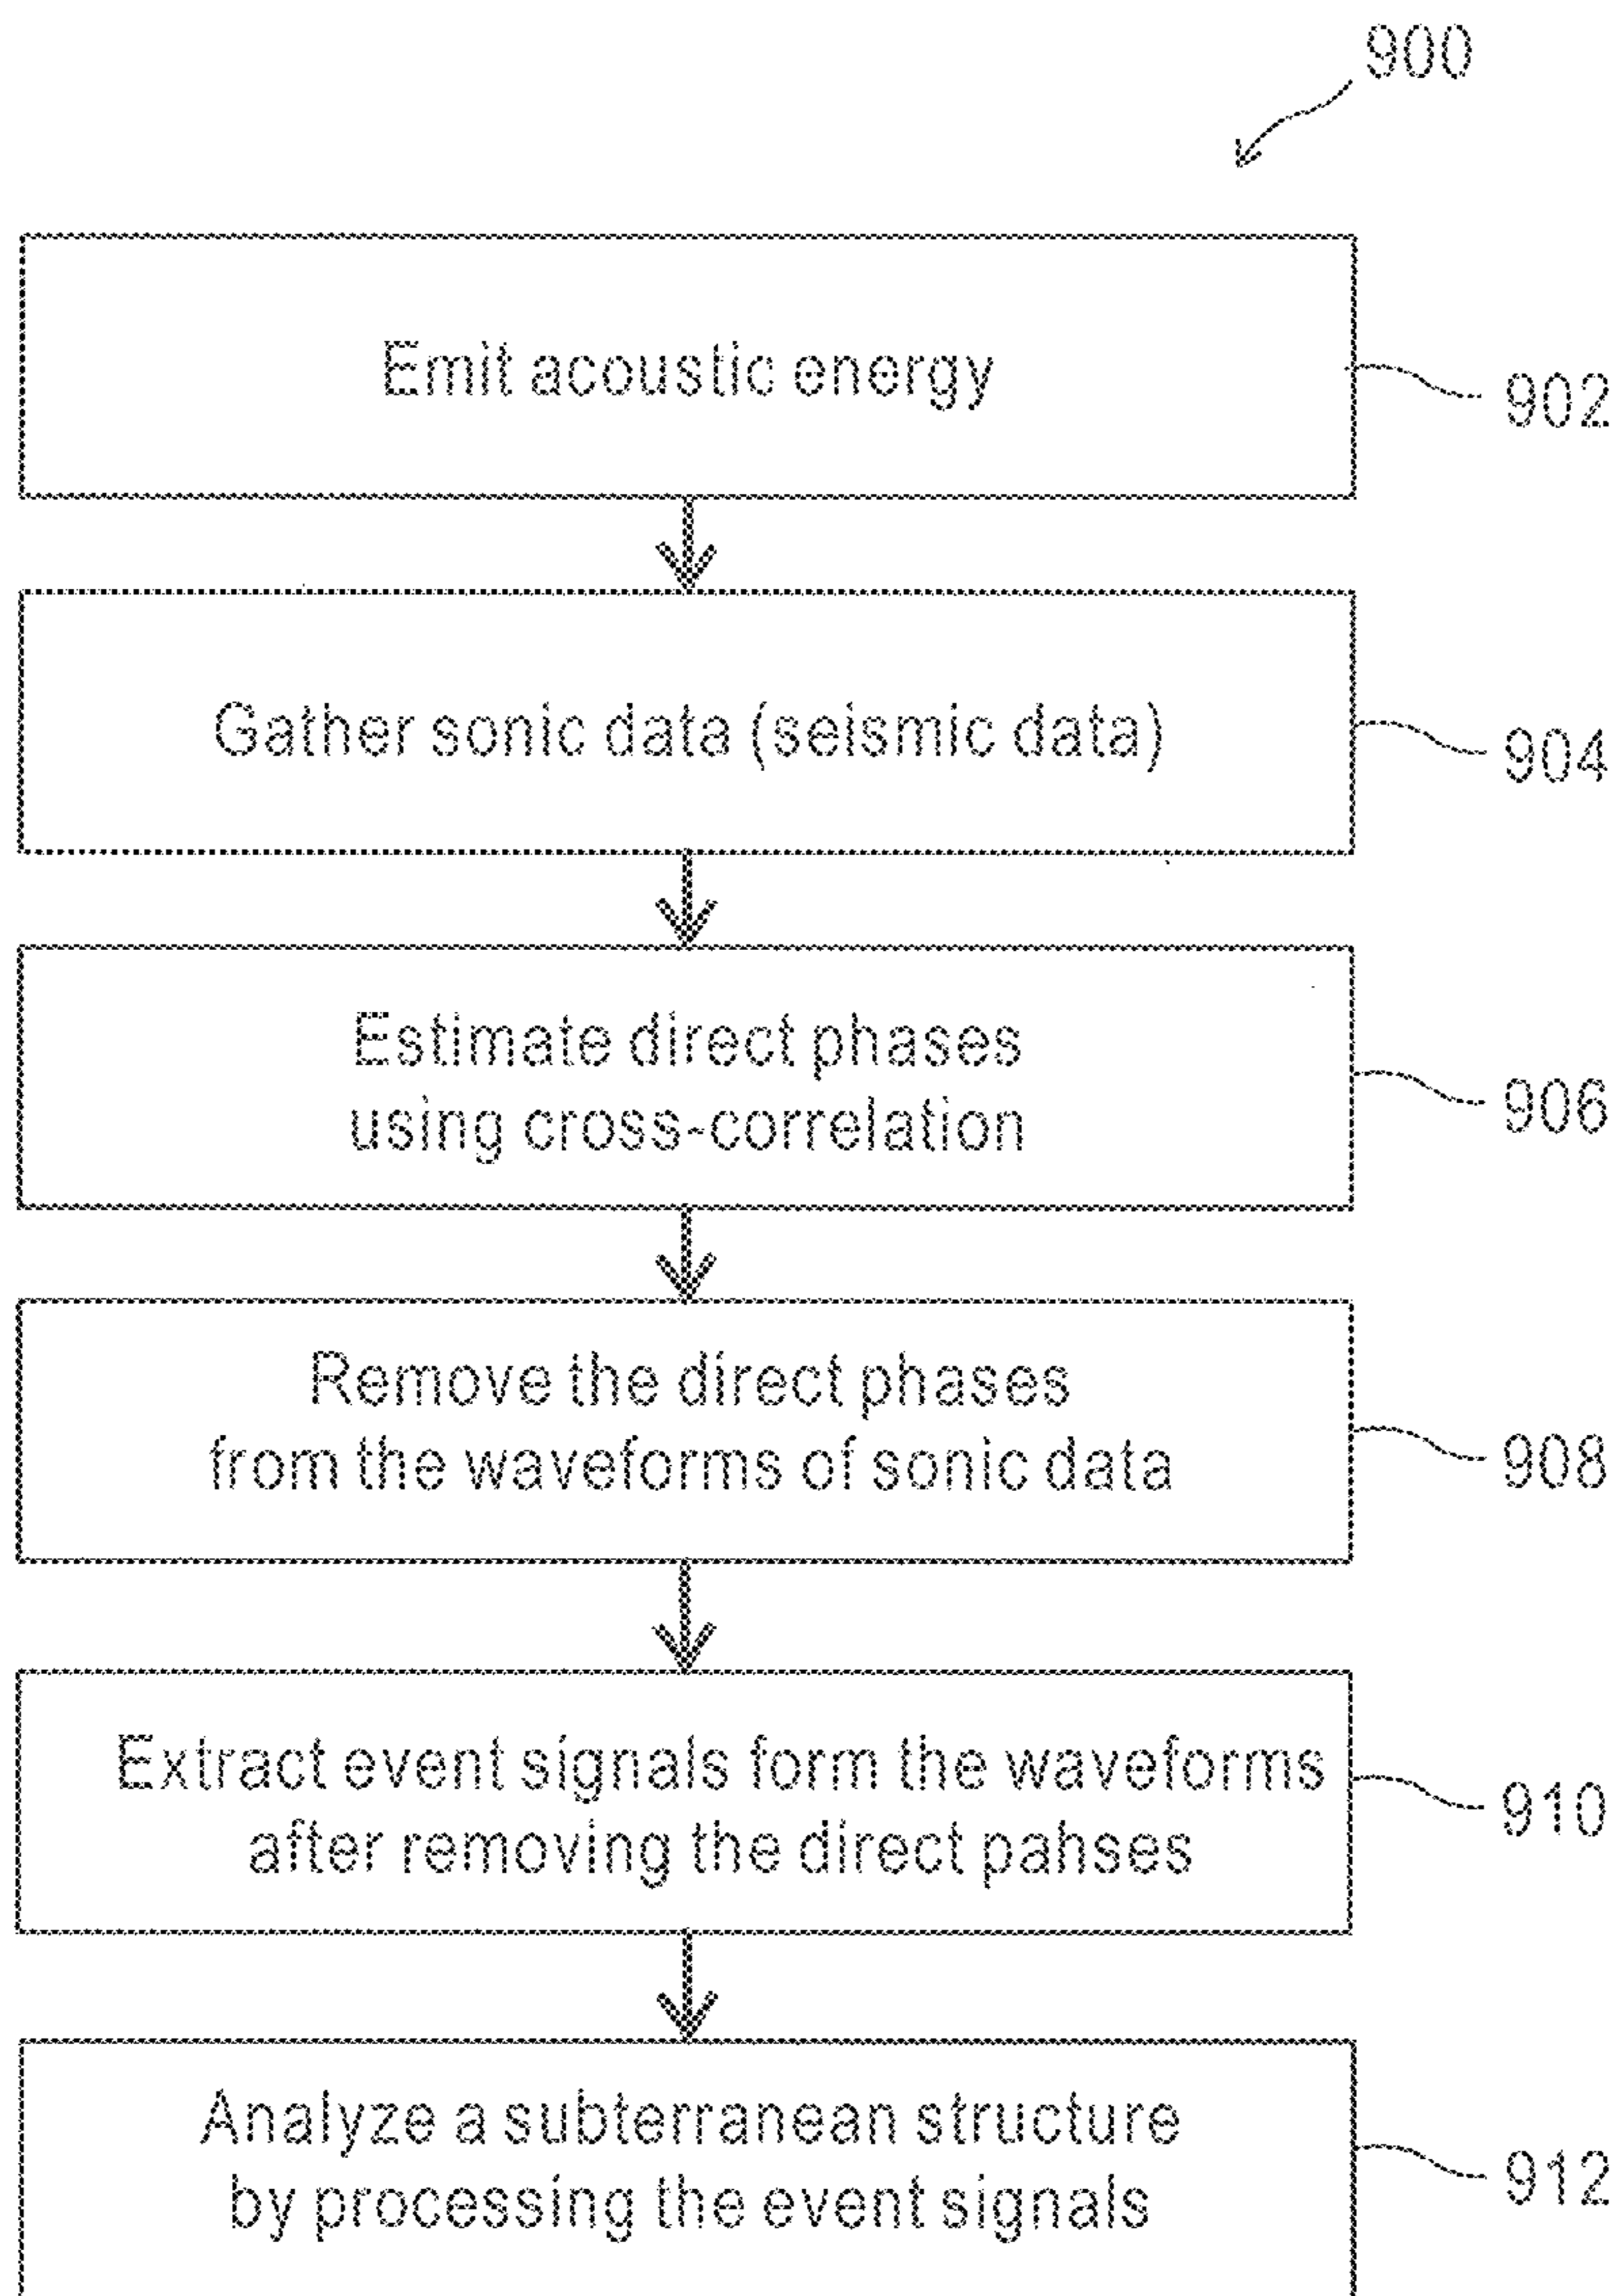 900
Emit acoustic energy
902
Gather sonic data (seismic data)
904
Estimate direct phases
using cross-correlation
906
Remove the direct phases
from the waveforms of sonic data
908
Extract event signals form the waveforms
after removing the direct pahses
910
Analyze a subterranean structure
by processing the event signals
912